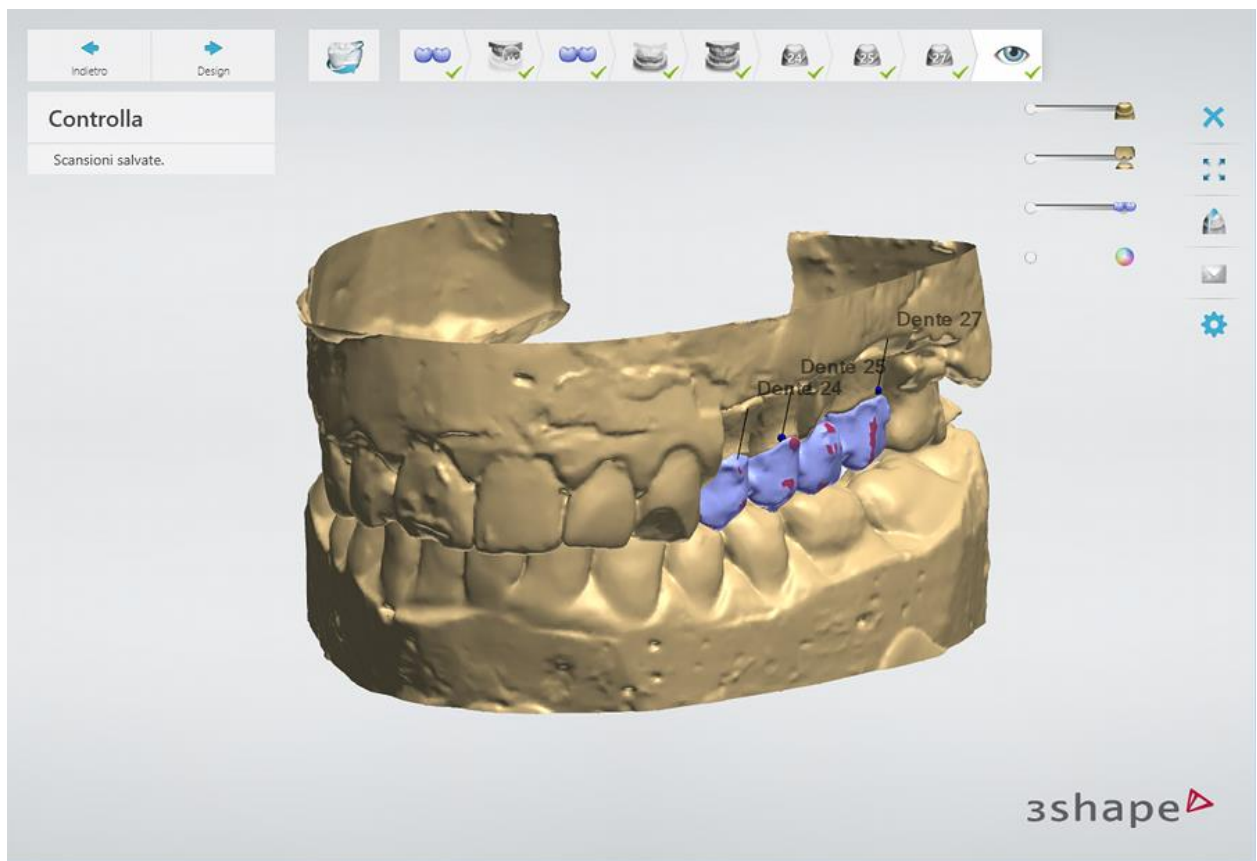 Indietro
Design
24
25
27
Controlla
Scansioni salvate.
Dente 27
Dente 25
Dente 24
3shape